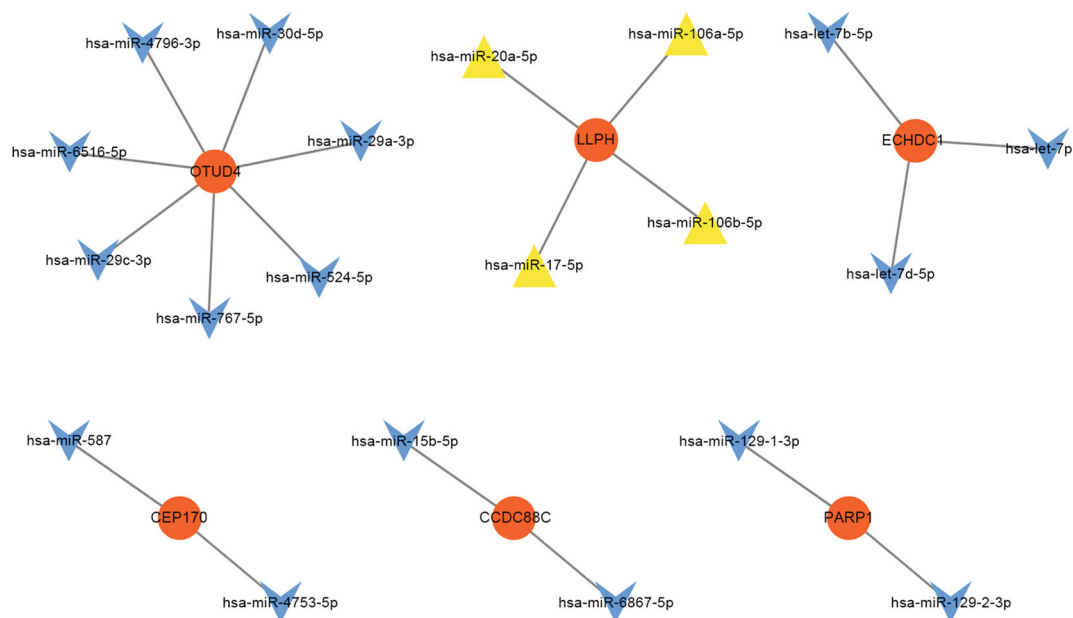 hsa-miR-4796-3p
hsa-miR-30d-5p
hsa-miR-6516-5p
hsa-miR-29a-3p
OTUD4
hsa-miR-29c-3p
hsa-miR-524-5p
hsa-miR-767-5p
hsa-miR-20a-5p
hsa-miR-106a-5p
LLPH
hsa-miR-106b-5p
hsa-miR-17-5p
hsa-let-7b-5p
ECHDC1
hsa-let-7p
hsa-let-7d-5p
hsa-miR-587
CEP170
hsa-miR-4753-5p
hsa-miR-15b-5p
CCDC88C
hsa-miR-6867-5p
hsa-miR-129-1-3p
PARP1
hsa-miR-129-2-3p